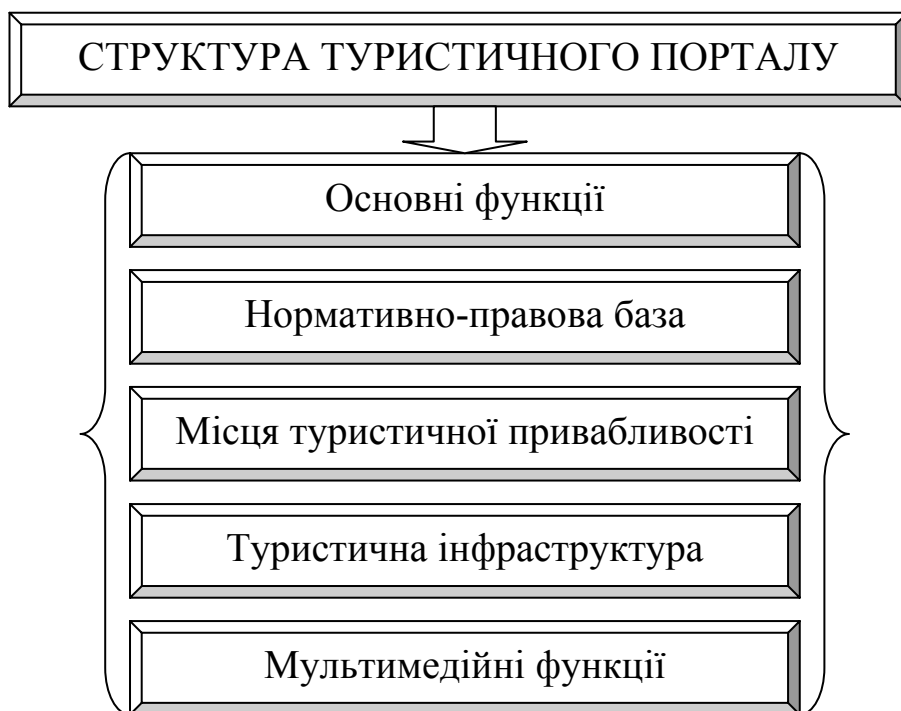 СТРУКТУРА ТУРИСТИЧНОГО ПОРТАЛУ
Основні функції
Нормативно-правова база
Місця туристичної привабливості
Туристична інфраструктура
Мультимедійні функції